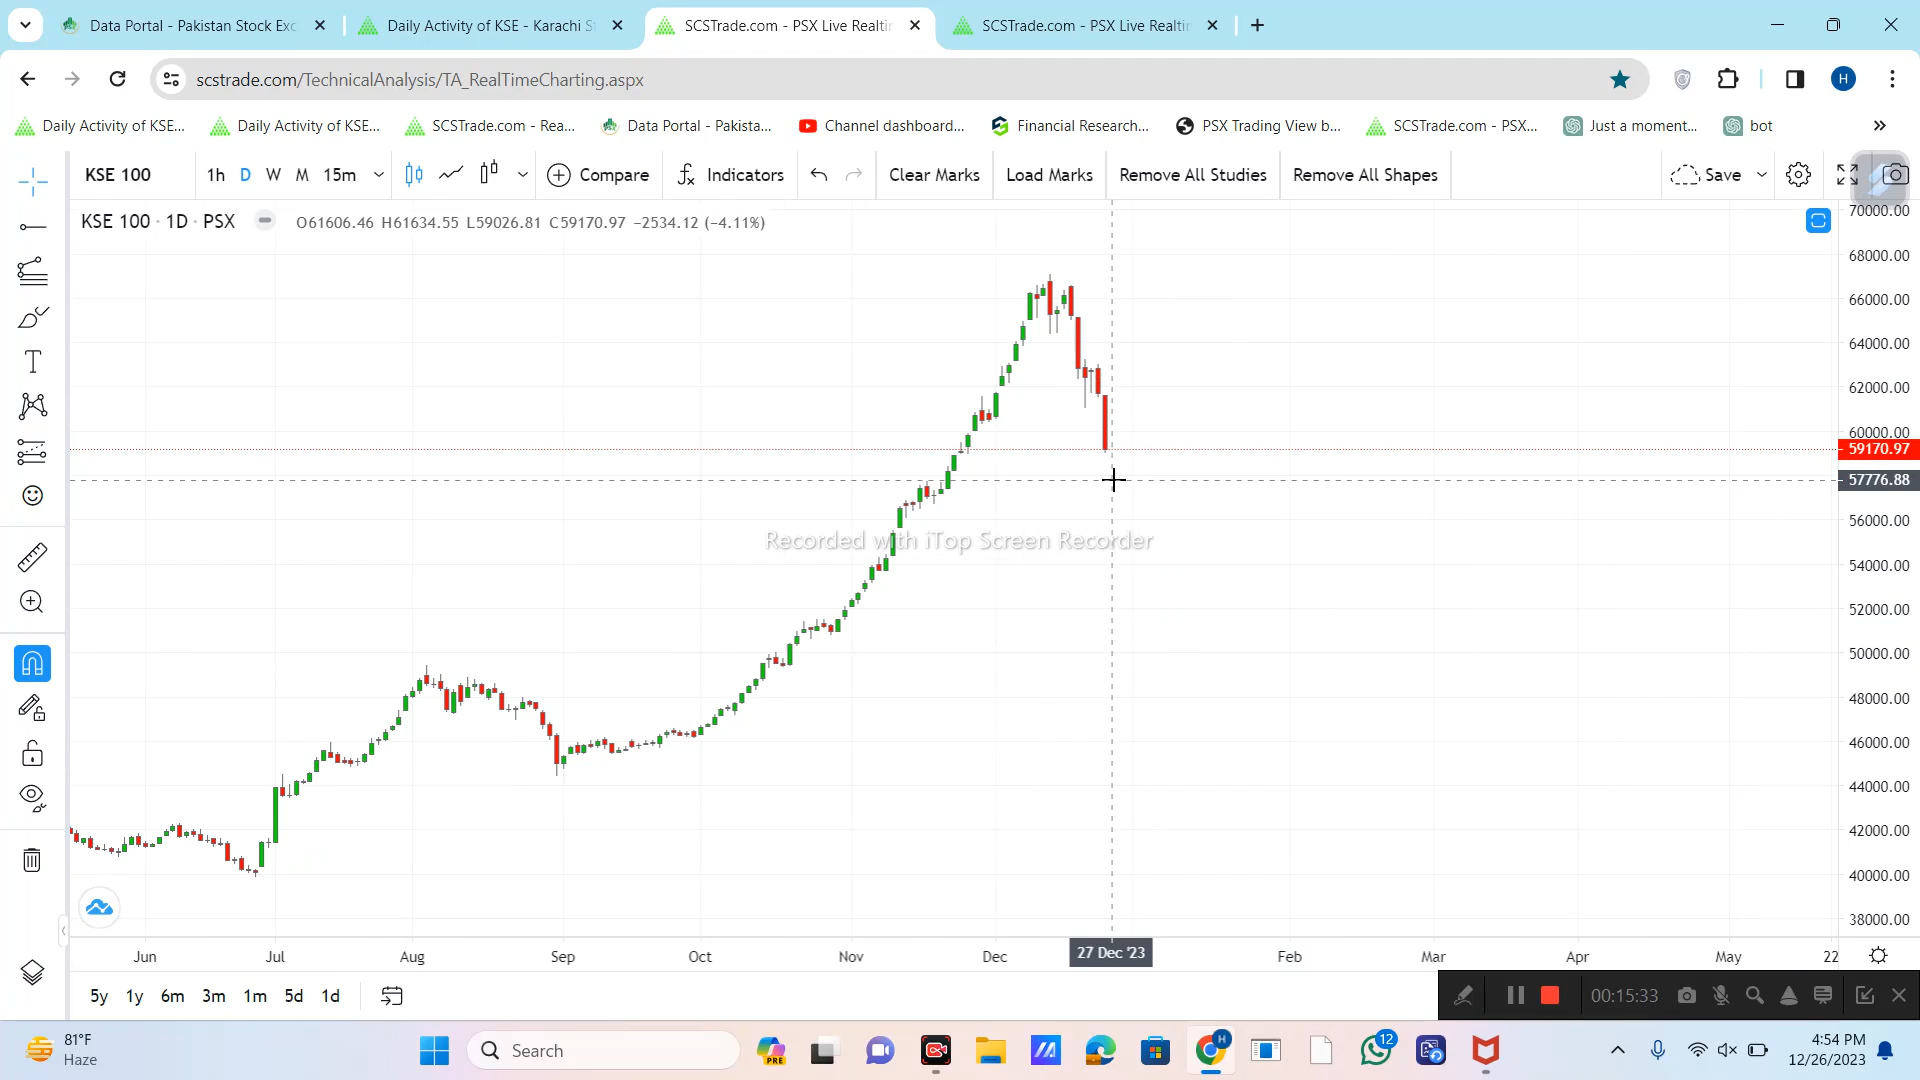 Data Portal - Pakistan Stock Exc
Daily Activity of KSE - Karachi S
SCSTrade.com - PSX Live Realtin
SCSTrade.com - PSX Live Realtin
scstrade.com/TechnicalAnalysis/TA_RealTimeCharting.aspx
H
Daily Activity of KSE...
Daily Activity of KSE...
SCSTrade.com - Rea...
Data Portal - Pakista...
Channel dashboard...
Financial Research...
PSX Trading View b...
SCSTrade.com - PSX...
Just a moment...
bot
KSE 100
1h D W M 15m
Compare
Indicators
Clear Marks
Load Marks
Remove All Studies
Remove All Shapes
Save
KSE 100 · 1D · PSX
O61606.46 H61634.55 L59026.81 C59170.97 −2534.12 (−4.11%)
70000.00
68000.00
66000.00
64000.00
62000.00
60000.00
59170.97
57776.88
56000.00
54000.00
52000.00
50000.00
48000.00
46000.00
44000.00
42000.00
40000.00
38000.00
Recorded with iTop Screen Recorder
Jun Jul Aug Sep Oct Nov Dec 27 Dec '23 Feb Mar Apr May 22
5y 1y 6m 3m 1m 5d 1d
00:15:33
81°F
Haze
Search
PRE
H
12
4:54 PM
12/26/2023